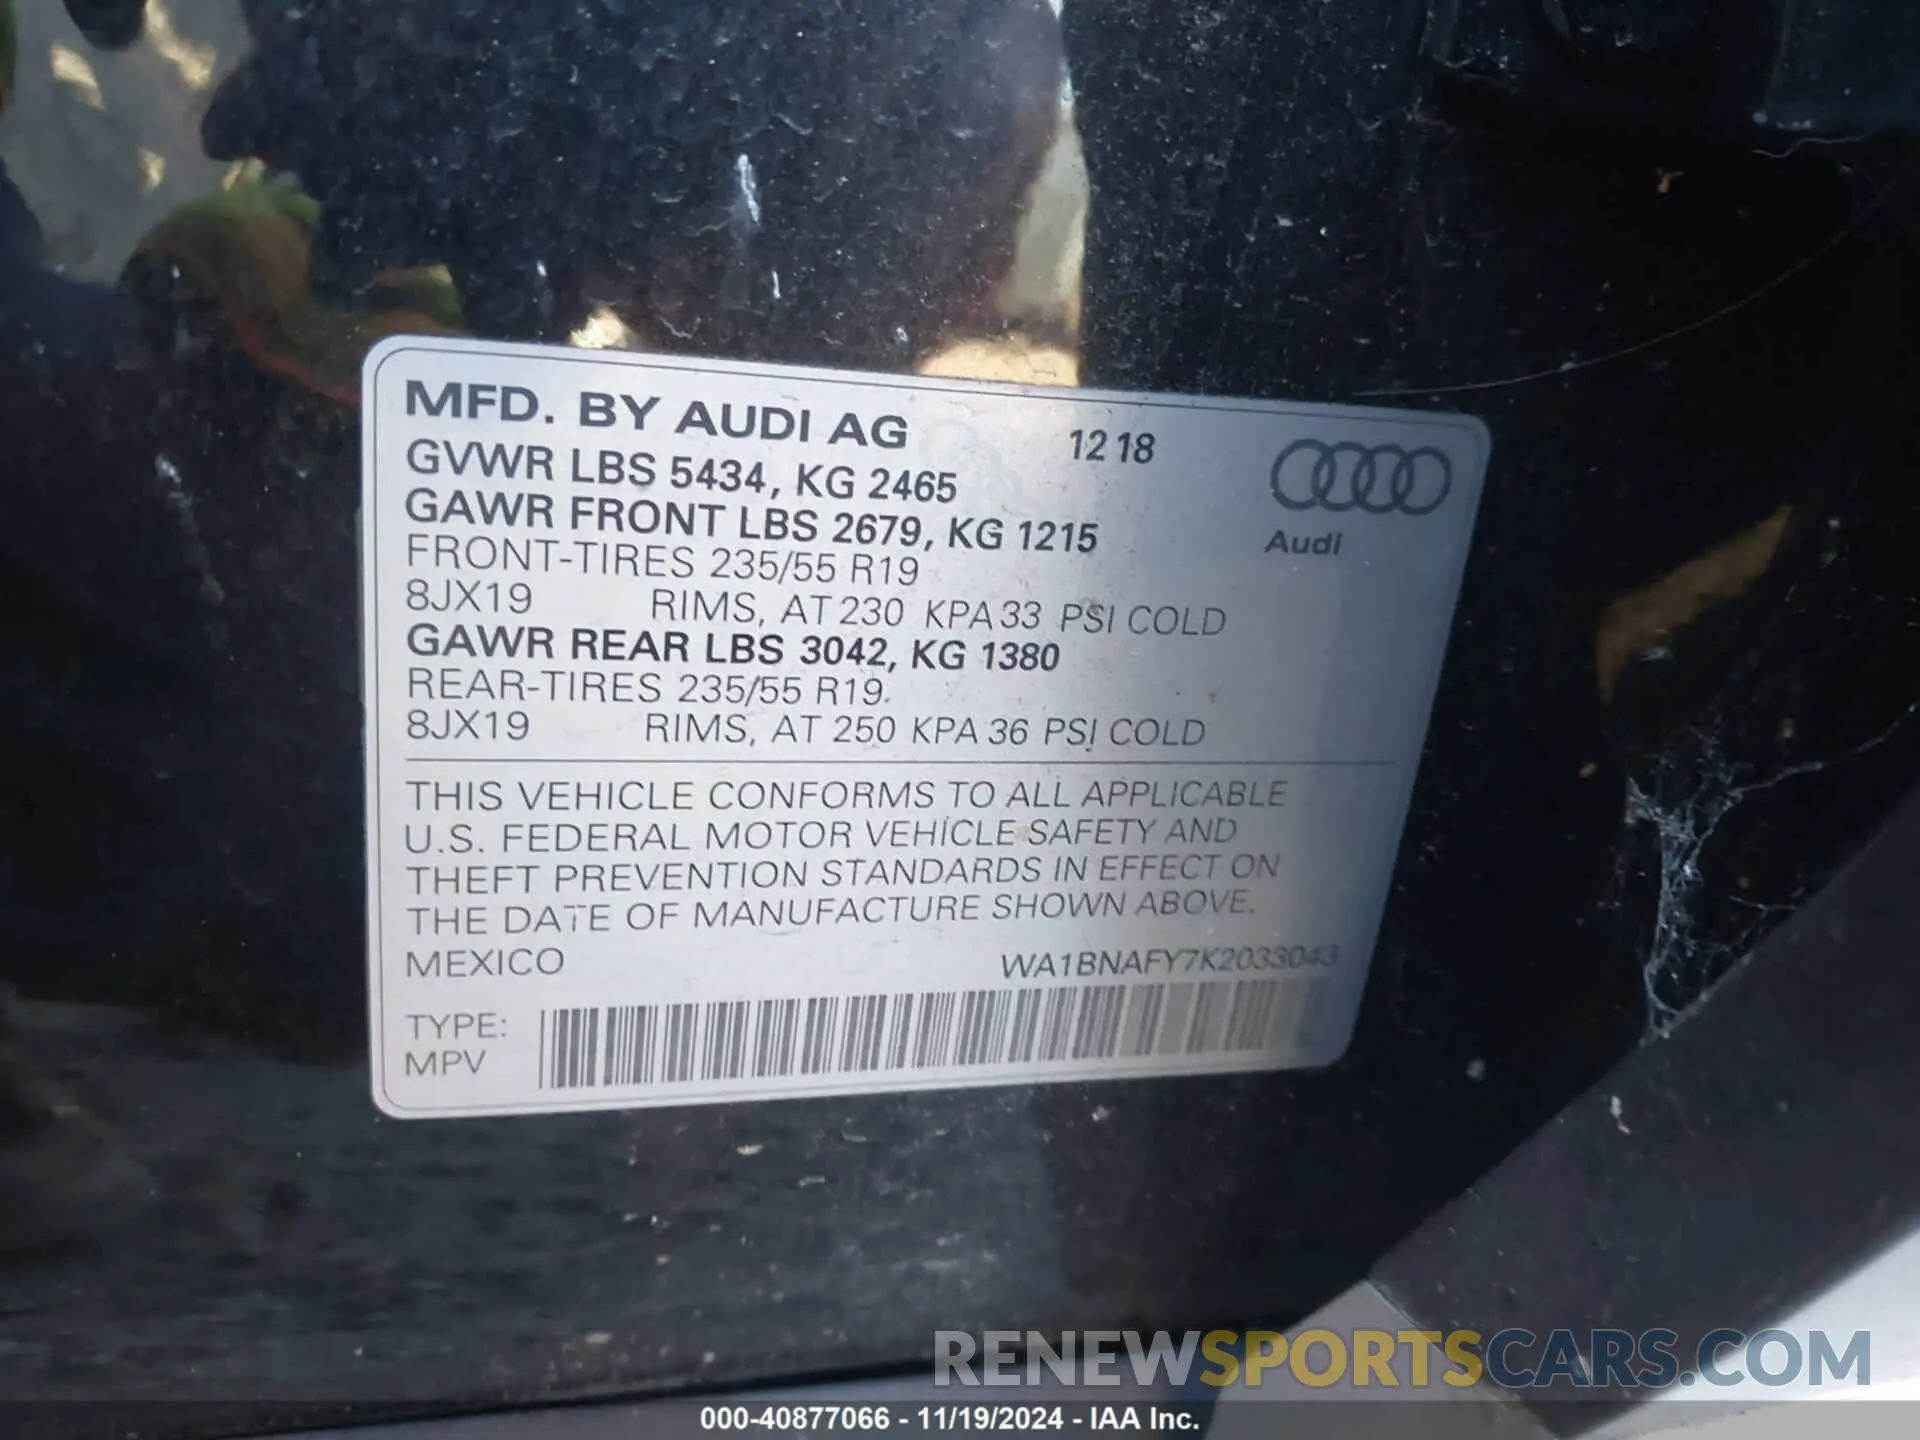 MFD. BY AUDI AG 12 18
GVWR LBS 5434, KG 2465
GAWR FRONT LBS 2679, KG 1215
Audi
FRONT-TIRES 235/55 R19
8JX19 RIMS, AT 230 KPA 33 PSI COLD
GAWR REAR LBS 3042, KG 1380
REAR-TIRES 235/55 R19.
8JX19 RIMS, AT 250 KPA 36 PSI COLD
THIS VEHICLE CONFORMS TO ALL APPLICABLE
U.S. FEDERAL MOTOR VEHICLE SAFETY AND
THEFT PREVENTION STANDARDS IN EFFECT ON
THE DATE OF MANUFACTURE SHOWN ABOVE.
MEXICO WA1BNAFY7K2033043
TYPE:
MPV
RENEWSPORTSCARS.COM
000-40877066 - 11/19/2024 - IAA Inc.